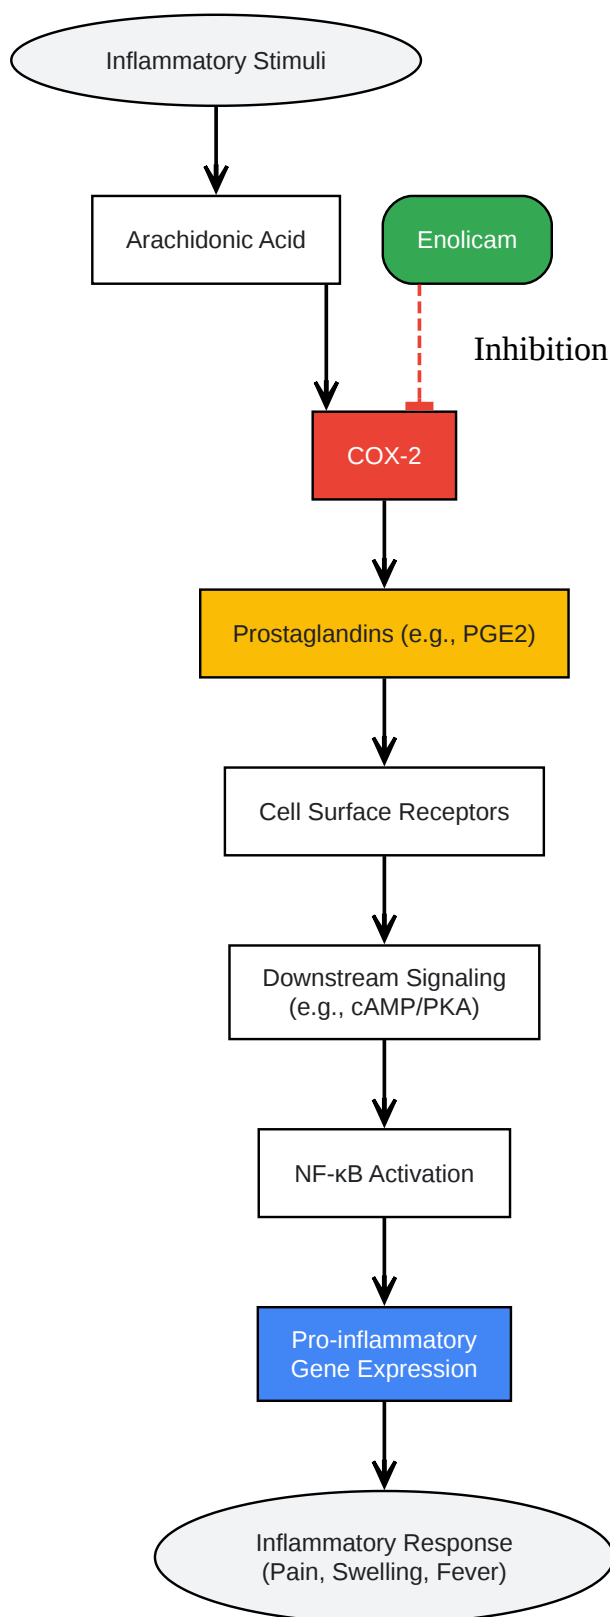 Inflammatory Stimuli
Arachidonic Acid
Enolicam
Inhibition
COX-2
Prostaglandins (e.g., PGE2)
Cell Surface Receptors
Downstream Signaling
(e.g., cAMP/PKA)
NF-κB Activation
Pro-inflammatory
Gene Expression
Inflammatory Response
(Pain, Swelling, Fever)